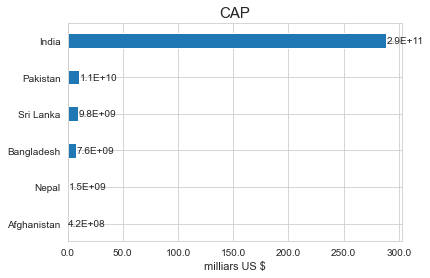 CAP
India
2.9E+11
Pakistan
1.1E+10
Sri Lanka
9.8E+09
Bangladesh
7.6E+09
Nepal
1.5E+09
Afghanistan
4.2E+08
0.0 50.0 100.0 150.0 200.0 250.0 300.0
milliars US $